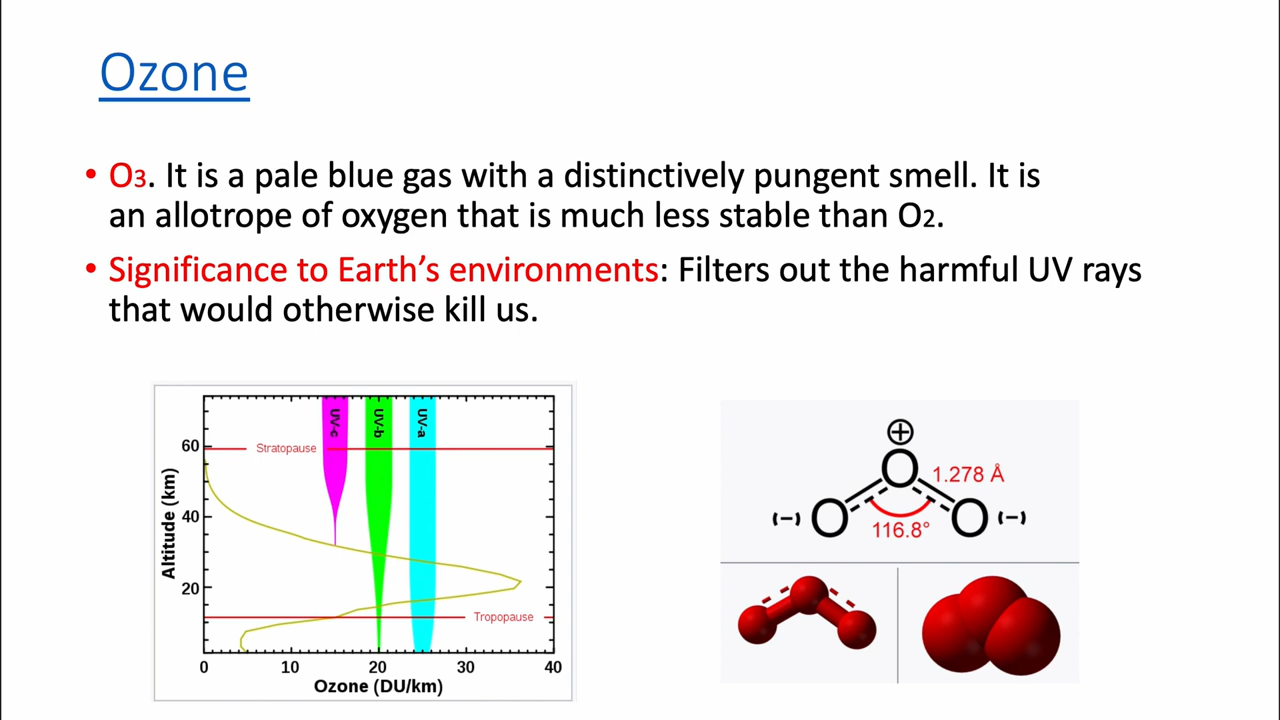 Ozone
• O3. It is a pale blue gas with a distinctively pungent smell. It is
an allotrope of oxygen that is much less stable than O2.
• Significance to Earth’s environments: Filters out the harmful UV rays
that would otherwise kill us.
UV-c
UV-b
UV-a
Stratopause
Tropopause
Altitude (km)
60
40
20
0 10 20 30 40
Ozone (DU/km)
+
O
1.278 Å
(-) O O (-)
116.8°